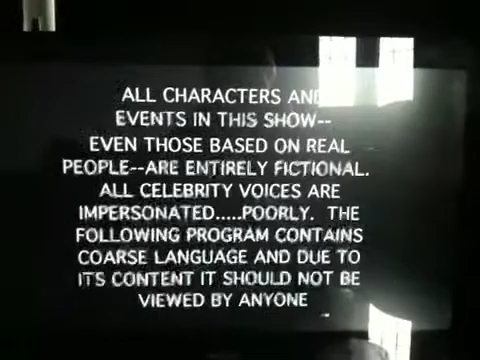 ALL CHARACTERS AND
EVENTS IN THIS SHOW--
EVEN THOSE BASED ON REAL
PEOPLE--ARE ENTIRELY FICTIONAL.
ALL CELEBRITY VOICES ARE
IMPERSONATED.....POORLY. THE
FOLLOWING PROGRAM CONTAINS
COARSE LANGUAGE AND DUE TO
ITS CONTENT IT SHOULD NOT BE
VIEWED BY ANYONE